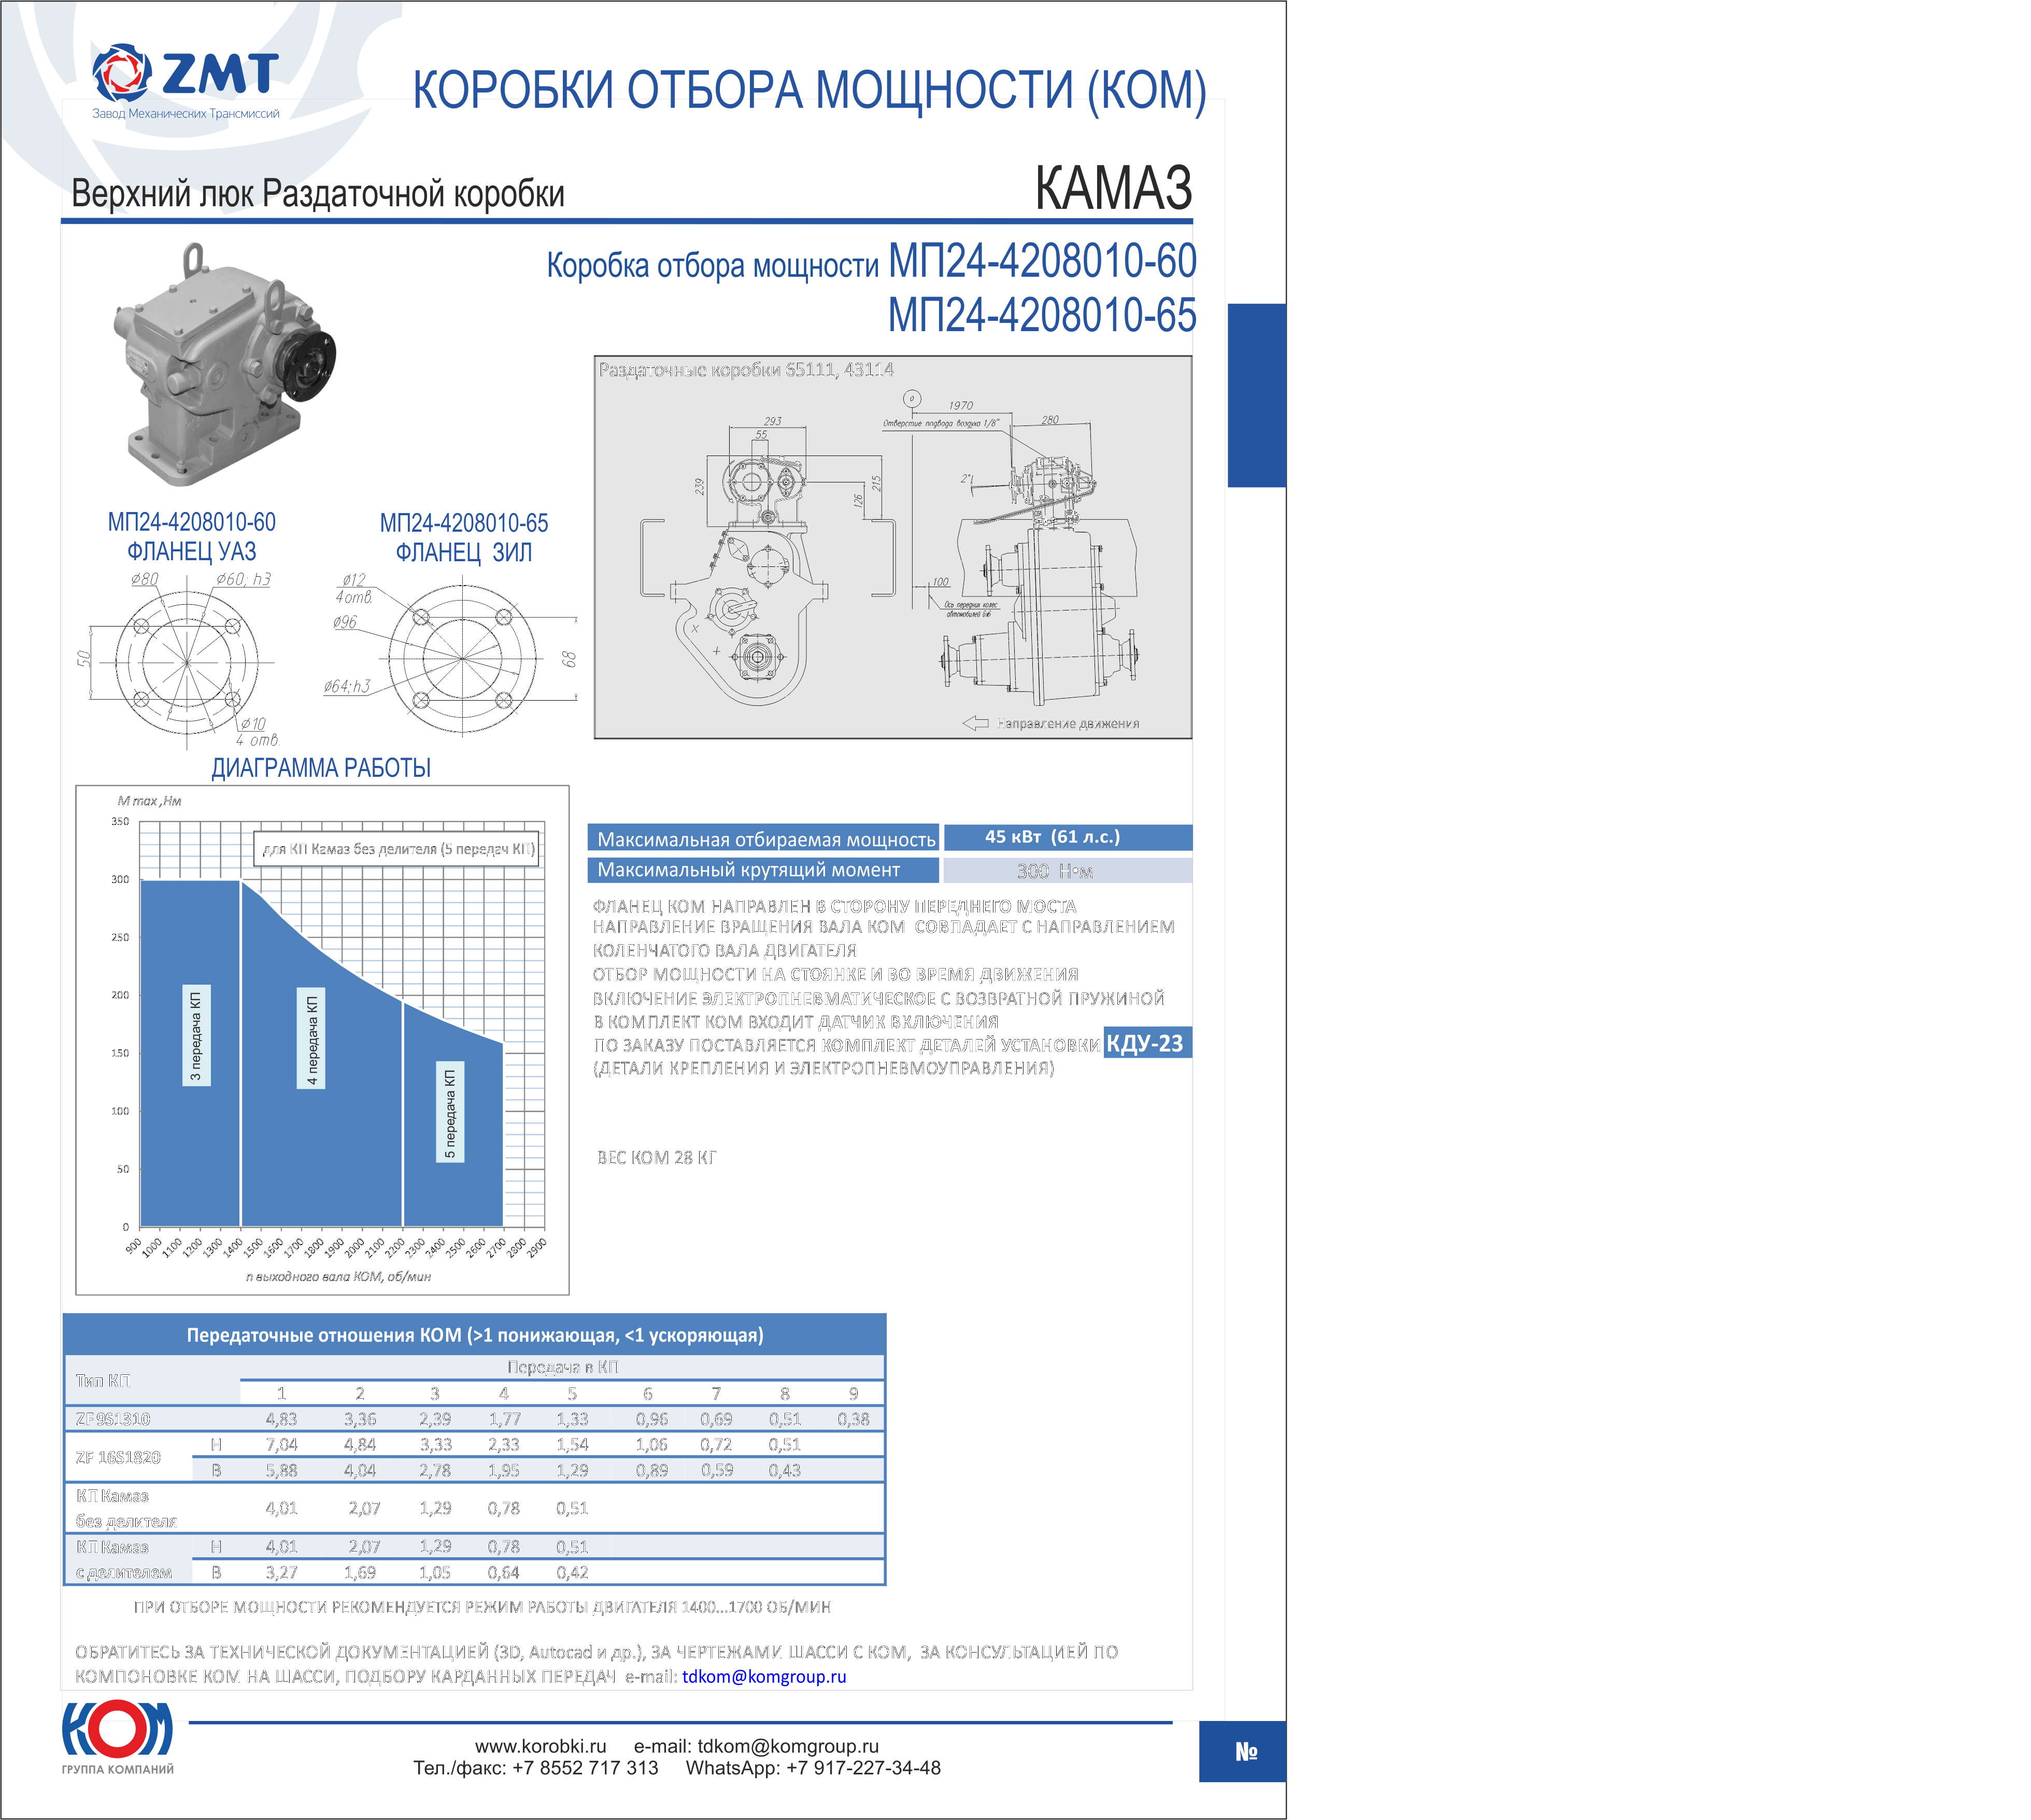 ZMT
Завод Механических Трансмиссий
КОРОБКИ ОТБОРА МОЩНОСТИ (КОМ)
Верхний люк Раздаточной коробки
КАМАЗ
Коробка отбора мощности МП24-4208010-60
МП24-4208010-65
МП24-4208010-60
ФЛАНЕЦ УАЗ
МП24-4208010-65
ФЛАНЕЦ ЗИЛ
Ø80
Ø60; h3
50
Ø10
4 отв.
Ø12
4 отв.
Ø96
Ø64; h3
68
Раздаточные коробки 65111, 43114
0
1970
Отверстие подвода воздуха 1/8"
280
293
55
239
215
126
2°
100
Ось передних колес
автомобилей 6х6
Направление движения
ДИАГРАММА РАБОТЫ
M max ,Нм
для КП Камаз без делителя (5 передач КП)
350
300
250
200
150
100
50
0
3 передача КП
4 передача КП
5 передача КП
900 1000 1100 1200 1300 1400 1500 1600 1700 1800 1900 2000 2100 2200 2300 2400 2500 2600 2700 2800 2900
n выходного вала КОМ, об/мин
Максимальная отбираемая мощность 45 кВт (61 л.с.)
Максимальный крутящий момент 300 Н•м
ФЛАНЕЦ КОМ НАПРАВЛЕН В СТОРОНУ ПЕРЕДНЕГО МОСТА
НАПРАВЛЕНИЕ ВРАЩЕНИЯ ВАЛА КОМ СОВПАДАЕТ С НАПРАВЛЕНИЕМ
КОЛЕНЧАТОГО ВАЛА ДВИГАТЕЛЯ
ОТБОР МОЩНОСТИ НА СТОЯНКЕ И ВО ВРЕМЯ ДВИЖЕНИЯ
ВКЛЮЧЕНИЕ ЭЛЕКТРОПНЕВМАТИЧЕСКОЕ С ВОЗВРАТНОЙ ПРУЖИНОЙ
В КОМПЛЕКТ КОМ ВХОДИТ ДАТЧИК ВКЛЮЧЕНИЯ
ПО ЗАКАЗУ ПОСТАВЛЯЕТСЯ КОМПЛЕКТ ДЕТАЛЕЙ УСТАНОВКИ КДУ-23
(ДЕТАЛИ КРЕПЛЕНИЯ И ЭЛЕКТРОПНЕВМОУПРАВЛЕНИЯ)
ВЕС КОМ 28 КГ
Передаточные отношения КОМ (>1 понижающая, <1 ускоряющая)
Тип КП
Передача в КП
1 2 3 4 5 6 7 8 9
ZF 9S1310 4,83 3,36 2,39 1,77 1,33 0,96 0,69 0,51 0,38
ZF 16S1820
Н 7,04 4,84 3,33 2,33 1,54 1,06 0,72 0,51
В 5,88 4,04 2,78 1,95 1,29 0,89 0,59 0,43
КП Камаз
без делителя
4,01 2,07 1,29 0,78 0,51
КП Камаз Н 4,01 2,07 1,29 0,78 0,51
с делителем В 3,27 1,69 1,05 0,64 0,42
ПРИ ОТБОРЕ МОЩНОСТИ РЕКОМЕНДУЕТСЯ РЕЖИМ РАБОТЫ ДВИГАТЕЛЯ 1400...1700 ОБ/МИН
ОБРАТИТЕСЬ ЗА ТЕХНИЧЕСКОЙ ДОКУМЕНТАЦИЕЙ (3D, Autocad и др.), ЗА ЧЕРТЕЖАМИ ШАССИ С КОМ, ЗА КОНСУЛЬТАЦИЕЙ ПО
КОМПОНОВКЕ КОМ НА ШАССИ, ПОДБОРУ КАРДАННЫХ ПЕРЕДАЧ e-mail: tdkom@komgroup.ru
КОМ
ГРУППА КОМПАНИЙ
www.korobki.ru e-mail: tdkom@komgroup.ru
Тел./факс: +7 8552 717 313 WhatsApp: +7 917-227-34-48
№